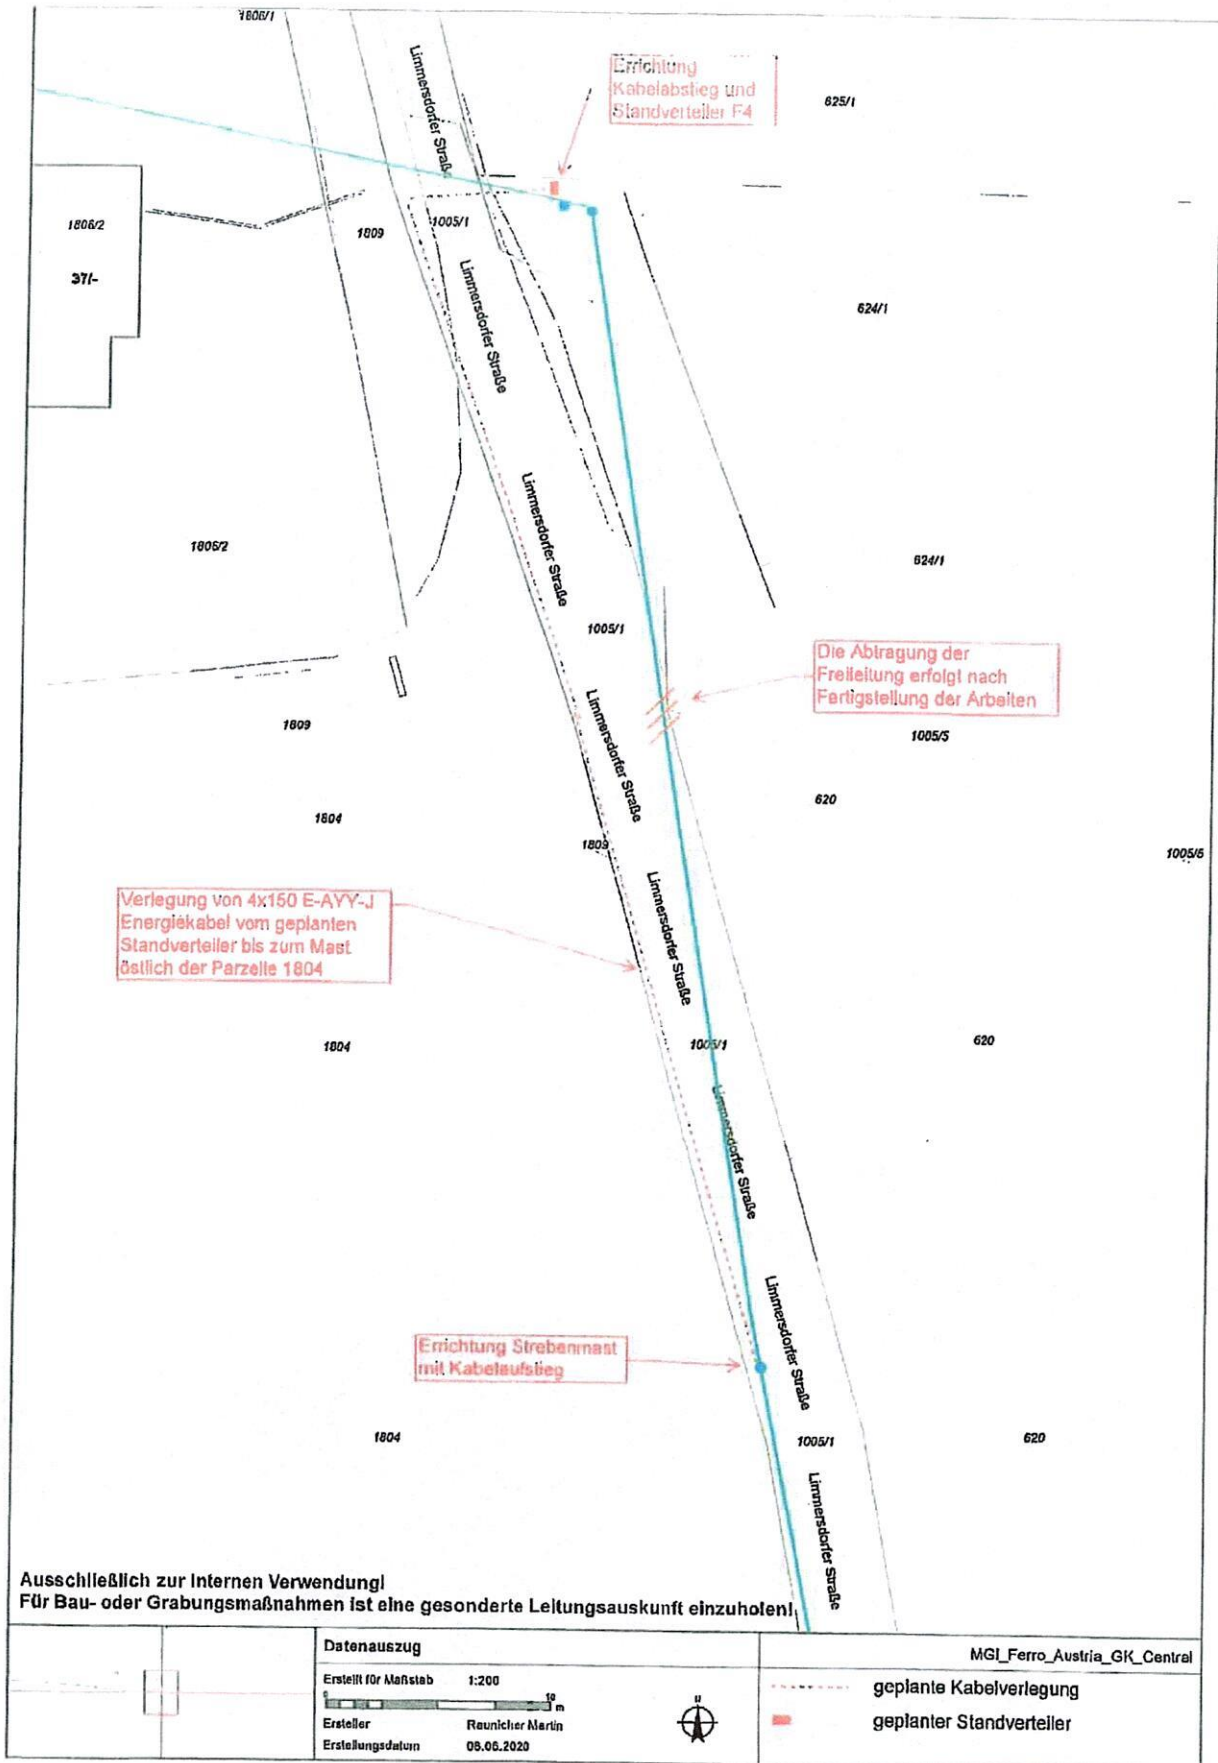 1806/1
Limmersdorfer Straße
Errichtung
Kabelabstieg und
Standverteiler F4
625/1
1806/2
37/-
1809
1005/1
Limmersdorfer Straße
624/1
Limmersdorfer Straße
1806/2
624/1
1005/1
Die Abtragung der
Freileitung erfolgt nach
Fertigstellung der Arbeiten
1809
Limmersdorfer Straße
1005/5
620
1804
1809
1005/6
Limmersdorfer Straße
Verlegung von 4x150 E-AYY-J
Energiekabel vom geplanten
Standverteiler bis zum Mast
östlich der Parzelle 1804
1804
1005/1
620
Limmersdorfer Straße
Limmersdorfer Straße
Errichtung Strebenmast
mit Kabelaufstieg
1804
1005/1
620
Limmersdorfer Straße
Ausschließlich zur Internen Verwendung!
Für Bau- oder Grabungsmaßnahmen ist eine gesonderte Leitungsauskunft einzuholen!
Datenauszug
MGI_Ferro_Austria_GK_Central
Erstellt für Maßstab 1:200
0 10 m
N
Ersteller Raunicher Martin
Erstellungsdatum 08.06.2020
geplante Kabelverlegung
geplanter Standverteiler